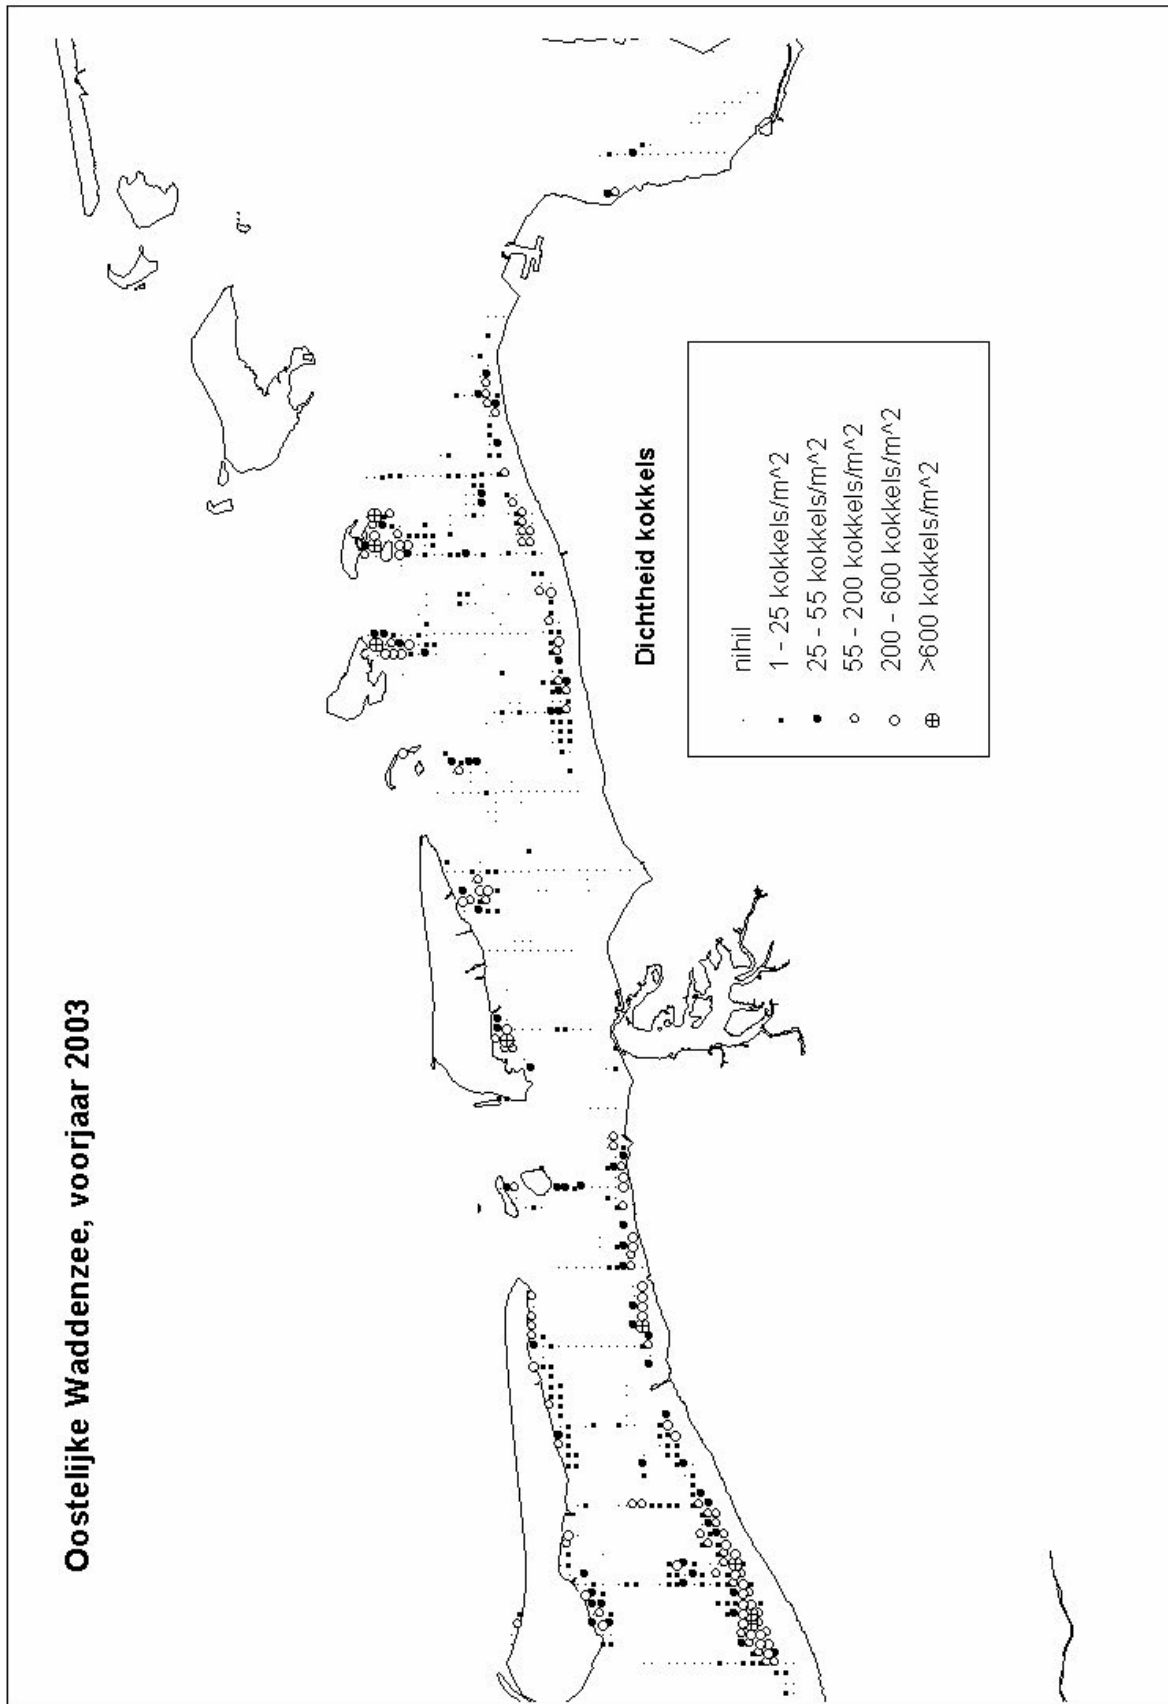 Oostelijke Waddenzee, voorjaar 2003
Dichtheid kokkels
nihil
1 - 25 kokkels/m^2
25 - 55 kokkels/m^2
55 - 200 kokkels/m^2
200 - 600 kokkels/m^2
>600 kokkels/m^2